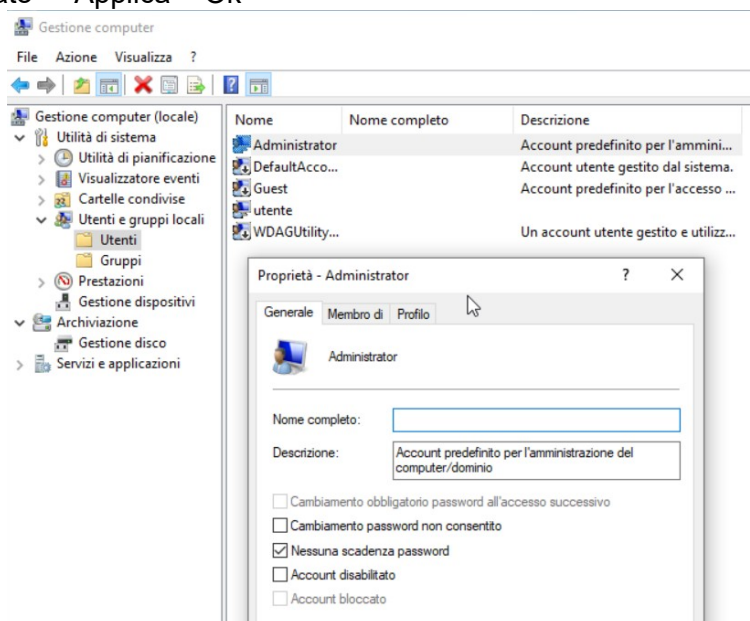 Applica Ok
Gestione computer
File Azione Visualizza ?
Gestione computer (locale)
Utilità di sistema
Utilità di pianificazione
Visualizzatore eventi
Cartelle condivise
Utenti e gruppi locali
Utenti
Gruppi
Prestazioni
Gestione dispositivi
Archiviazione
Gestione disco
Servizi e applicazioni
Nome Nome completo Descrizione
Administrator Account predefinito per l'ammini...
DefaultAcco... Account utente gestito dal sistema.
Guest Account predefinito per l'accesso ...
utente
WDAGUtility... Un account utente gestito e utilizz...
Proprietà - Administrator ? ×
Generale Membro di Profilo
Administrator
Nome completo:
Descrizione: Account predefinito per l'amministrazione del
computer/dominio
Cambiamento obbligatorio password all'accesso successivo
Cambiamento password non consentito
Nessuna scadenza password
Account disabilitato
Account bloccato